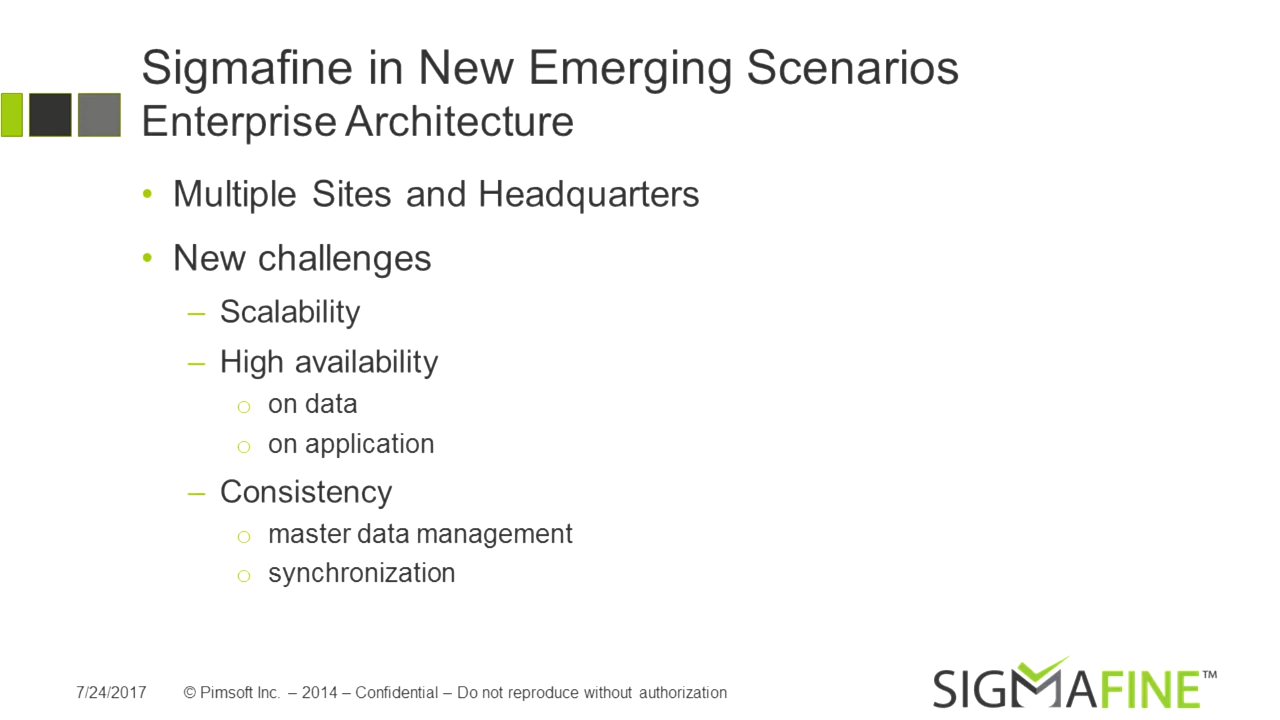 Sigmafine in New Emerging Scenarios
Enterprise Architecture
• Multiple Sites and Headquarters
• New challenges
– Scalability
– High availability
o on data
o on application
– Consistency
o master data management
o synchronization
7/24/2017 © Pimsoft Inc. – 2014 – Confidential – Do not reproduce without authorization
SIGMAFINE™